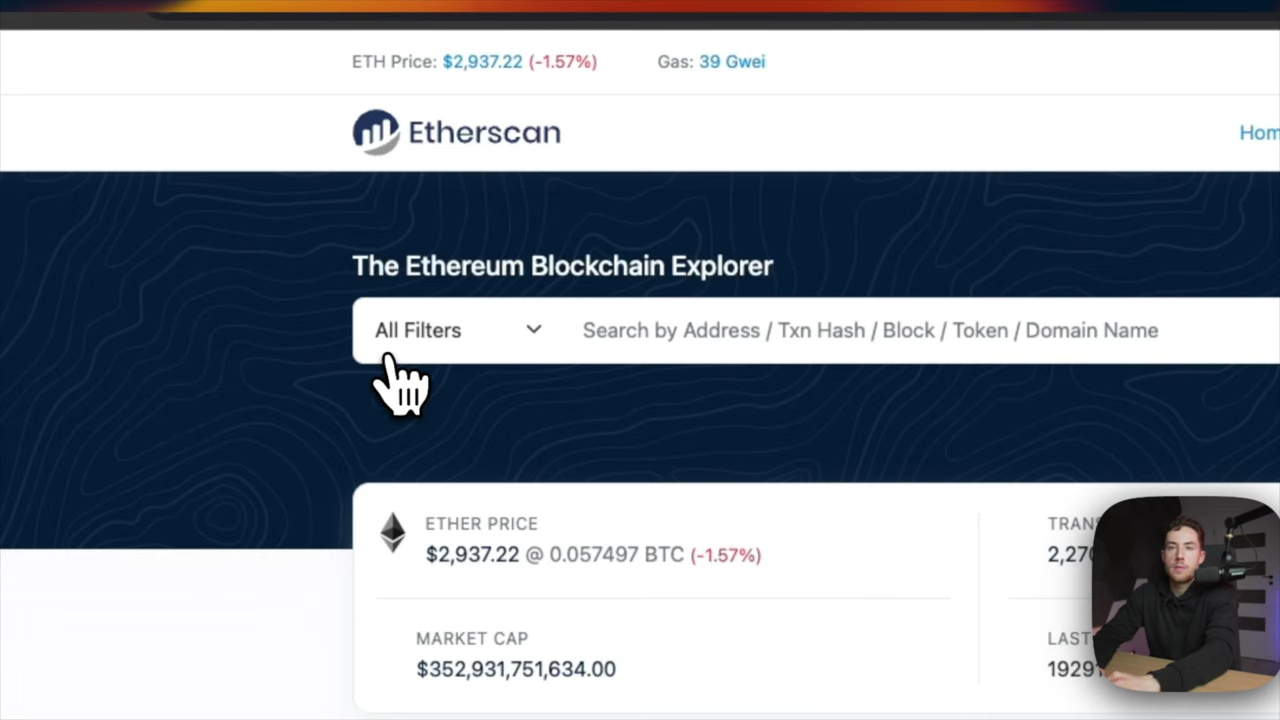 ETH Price: $2,937.22 (-1.57%) Gas: 39 Gwei
Etherscan
The Ethereum Blockchain Explorer
All Filters Search by Address / Txn Hash / Block / Token / Domain Name
ETHER PRICE
$2,937.22 @ 0.057497 BTC (-1.57%)
MARKET CAP
$352,931,751,634.00
LAST